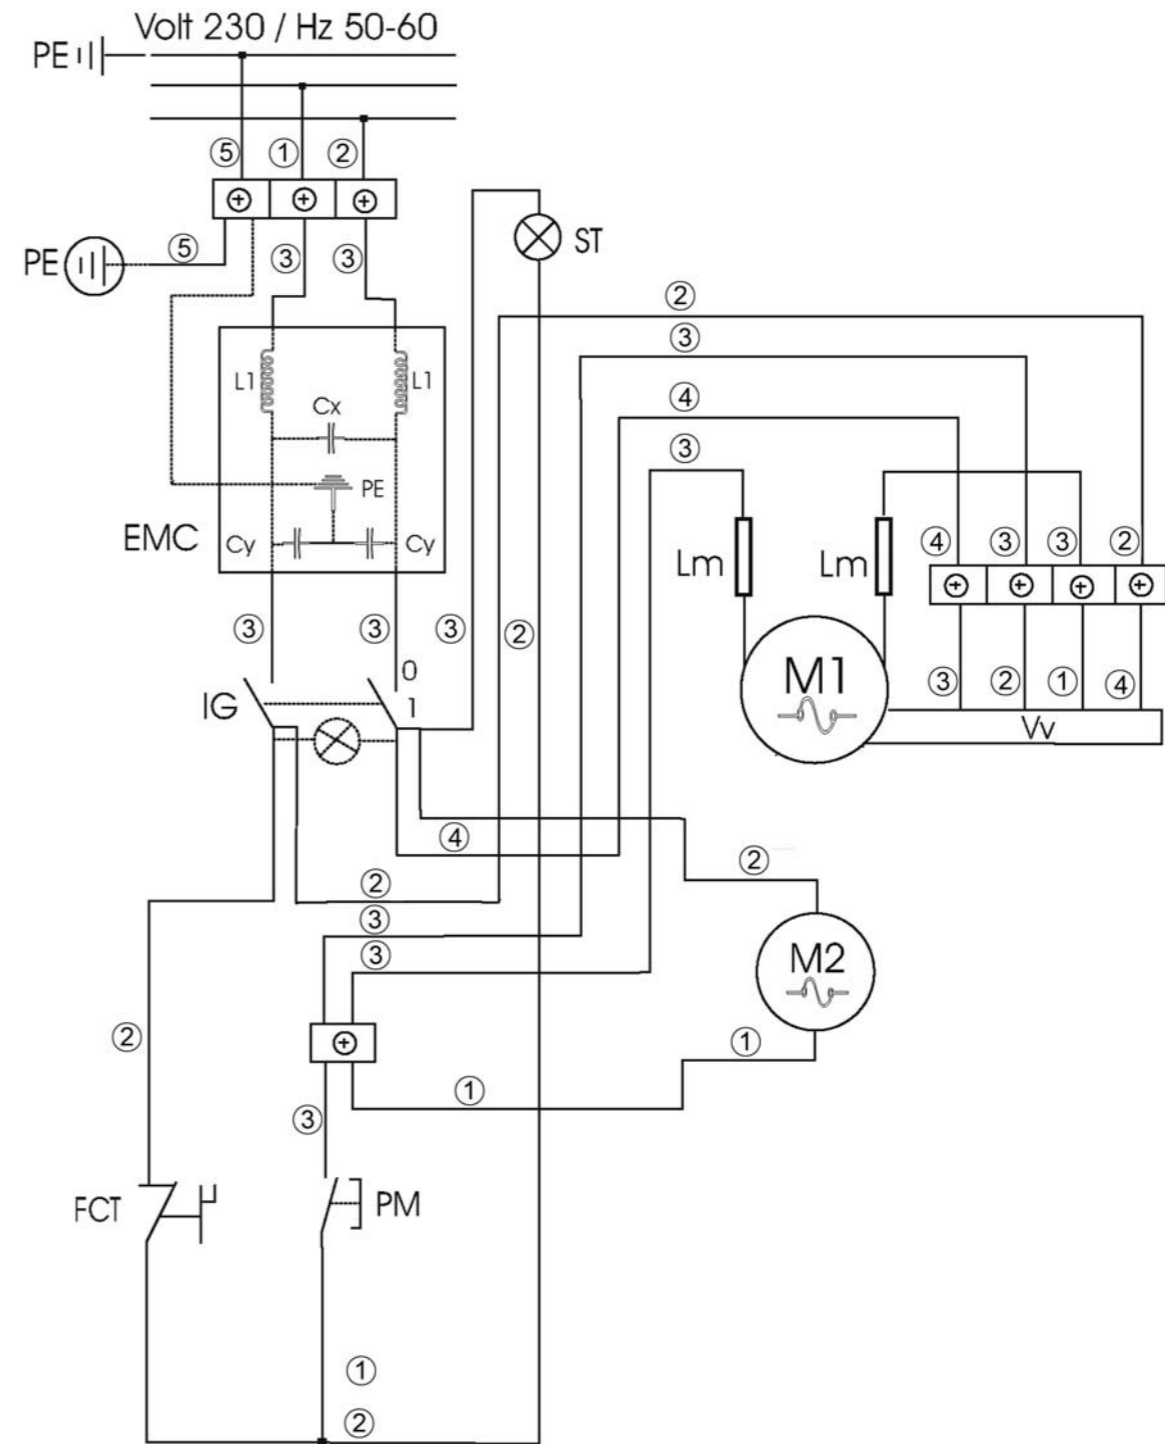 Volt 230 / Hz 50-60
PE
⑤ ① ②
PE ⑤ ③ ③
ST
②
③
④
③
L1 L1
Cx
PE
EMC Cy Cy
Lm Lm
④ ③ ③ ②
③ ③ ③ ②
0
1
IG
M1
③ ② ① ④
Vv
④
②
②
③
③
M2
②
①
①
③
FCT PM
①
②